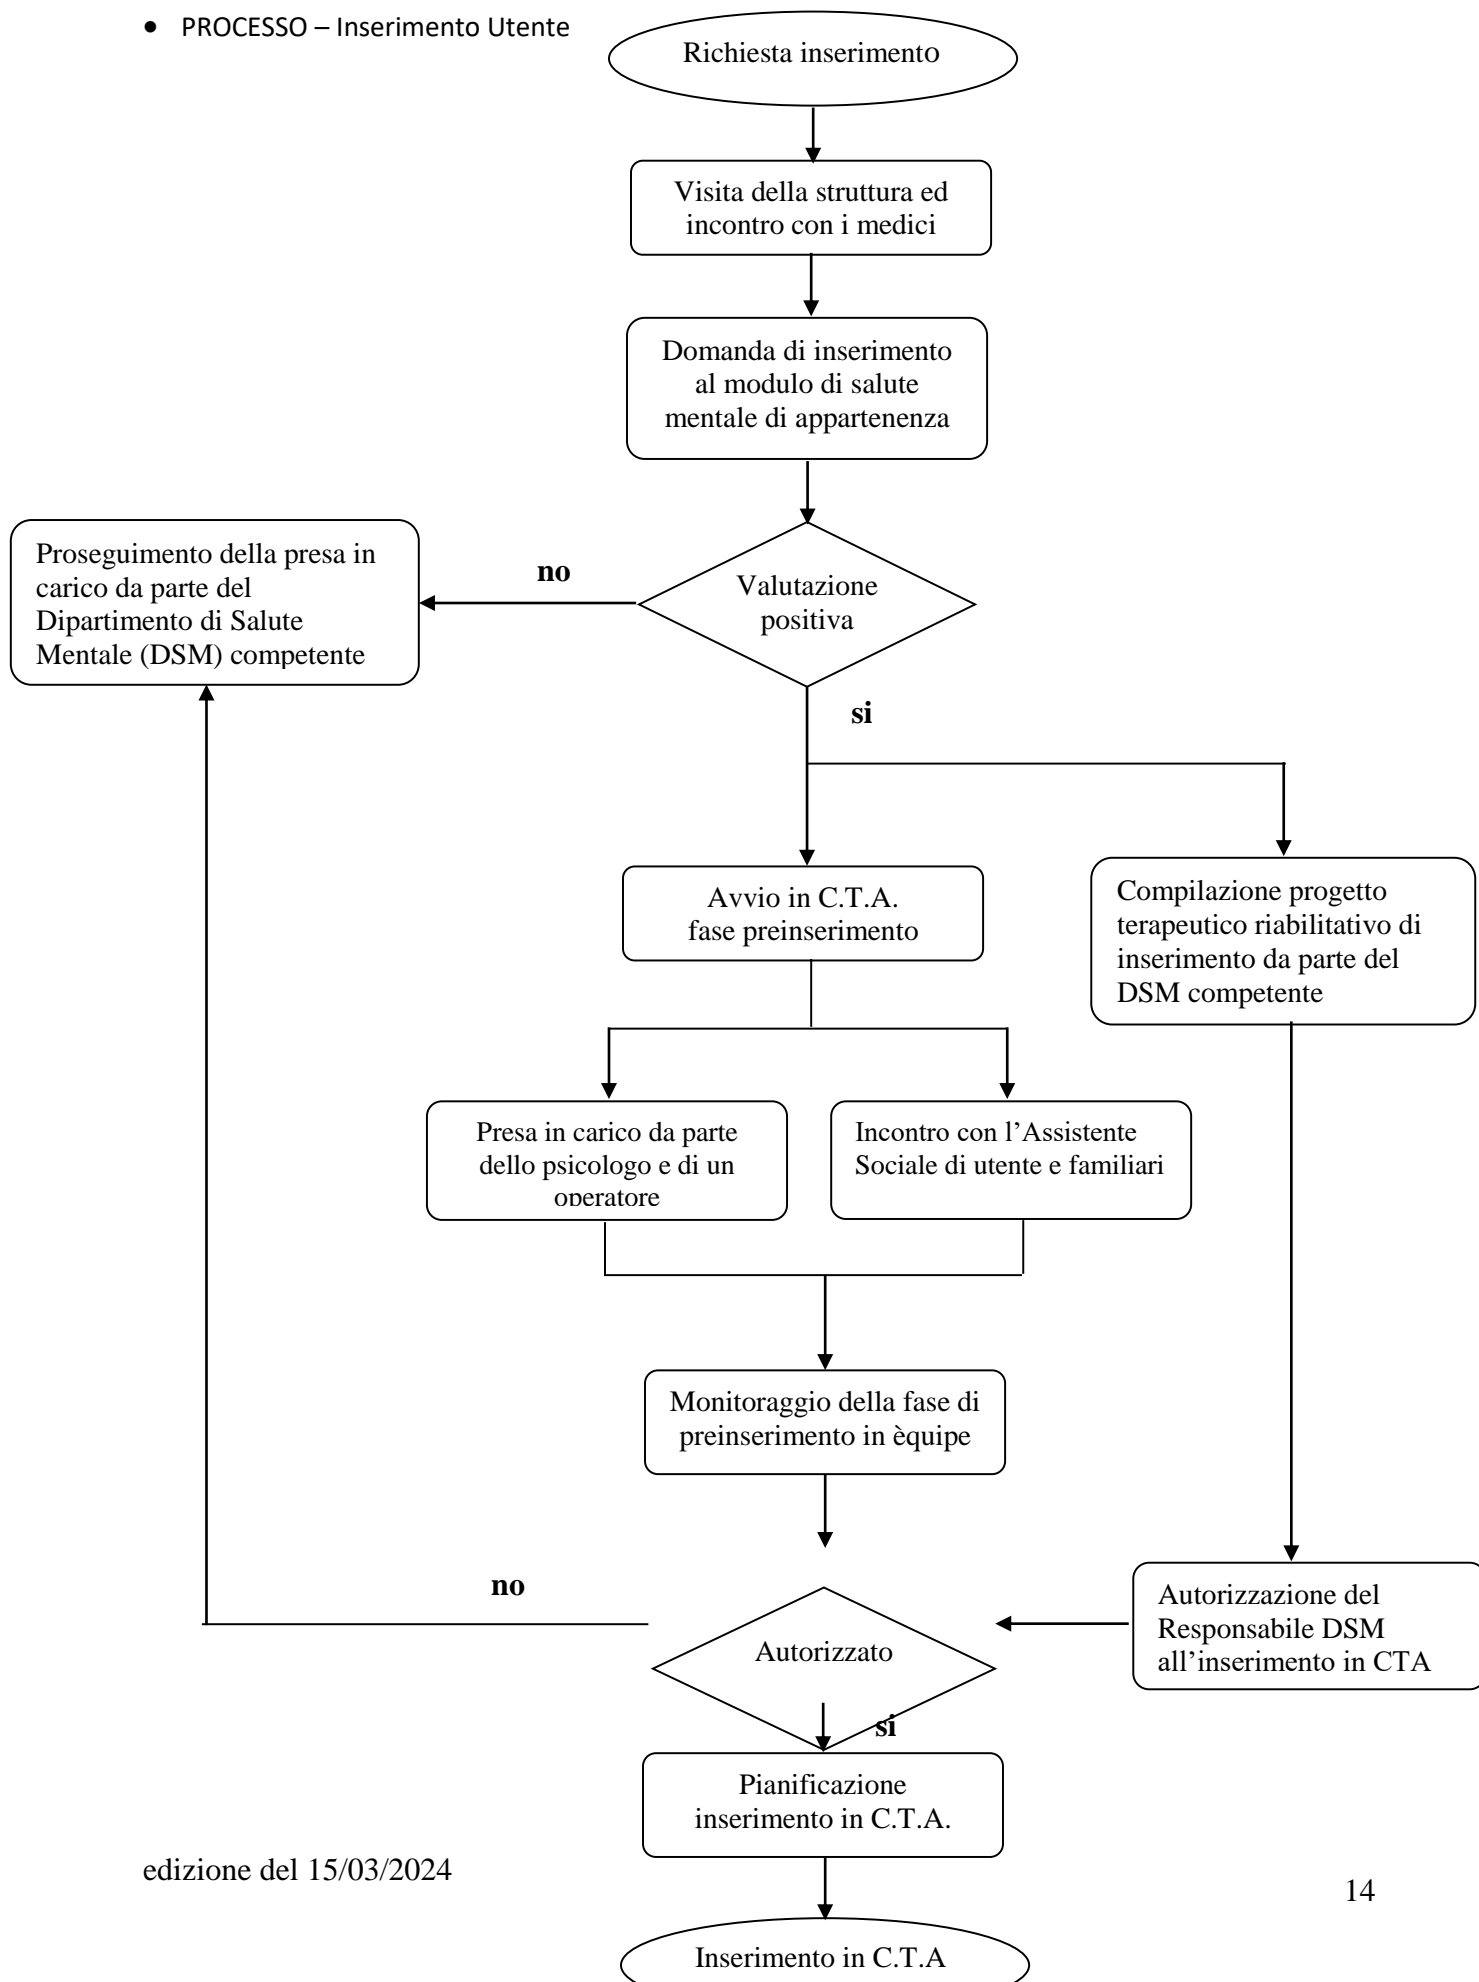 • PROCESSO – Inserimento Utente
Richiesta inserimento
Visita della struttura ed
incontro con i medici
Domanda di inserimento
al modulo di salute
mentale di appartenenza
Proseguimento della presa in
carico da parte del
Dipartimento di Salute
Mentale (DSM) competente
no
Valutazione
positiva
si
Avvio in C.T.A.
fase preinserimento
Compilazione progetto
terapeutico riabilitativo di
inserimento da parte del
DSM competente
Presa in carico da parte
dello psicologo e di un
operatore
Incontro con l’Assistente
Sociale di utente e familiari
Monitoraggio della fase di
preinserimento in èquipe
no
Autorizzato
Autorizzazione del
Responsabile DSM
all’inserimento in CTA
si
Pianificazione
inserimento in C.T.A.
edizione del 15/03/2024
14
Inserimento in C.T.A